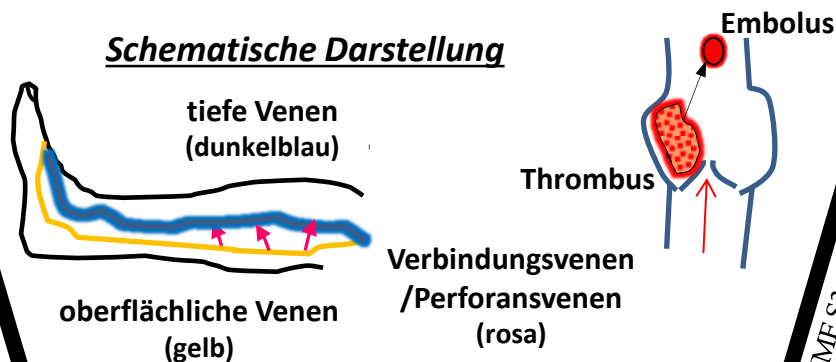 Embolus
Schematische Darstellung
tiefe Venen
(dunkelblau)
Thrombus
Verbindungsvenen
/Perforansvenen
(rosa)
oberflächliche Venen
(gelb)